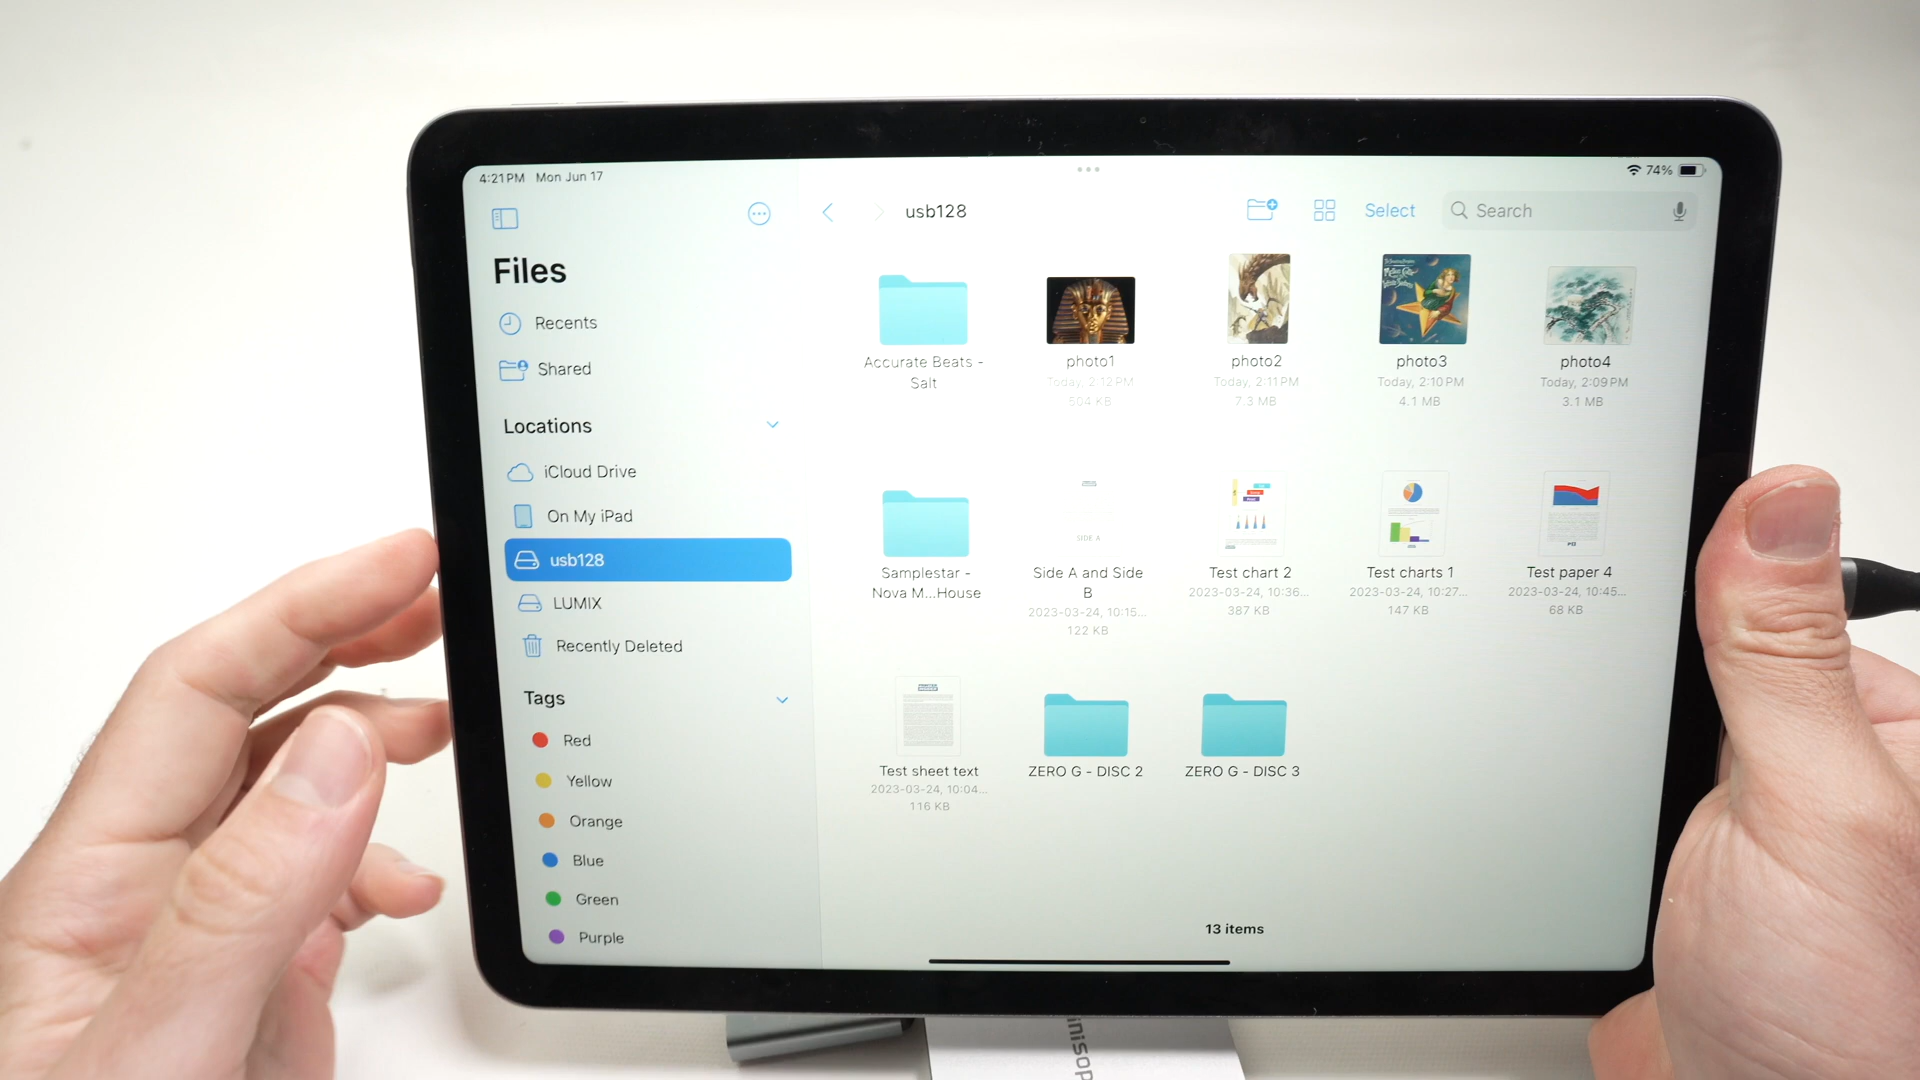 4:21 PM Mon Jun 17
74%
usb128
Select
Search
Files
Recents
Shared
Locations
iCloud Drive
On My iPad
usb128
LUMIX
Recently Deleted
Tags
Red
Yellow
Orange
Blue
Green
Purple
Accurate Beats -
Salt
photo1
Today, 2:12 PM
504 KB
photo2
Today, 2:11 PM
7.3 MB
photo3
Today, 2:10 PM
4.1 MB
photo4
Today, 2:09 PM
3.1 MB
Samplestar -
Nova M...House
SIDE A
Side A and Side
B
2023-03-24, 10:15...
122 KB
Test chart 2
2023-03-24, 10:36...
387 KB
Test charts 1
2023-03-24, 10:27...
147 KB
Test paper 4
2023-03-24, 10:45...
68 KB
Test sheet text
2023-03-24, 10:04...
116 KB
ZERO G - DISC 2
ZERO G - DISC 3
13 items
inisop